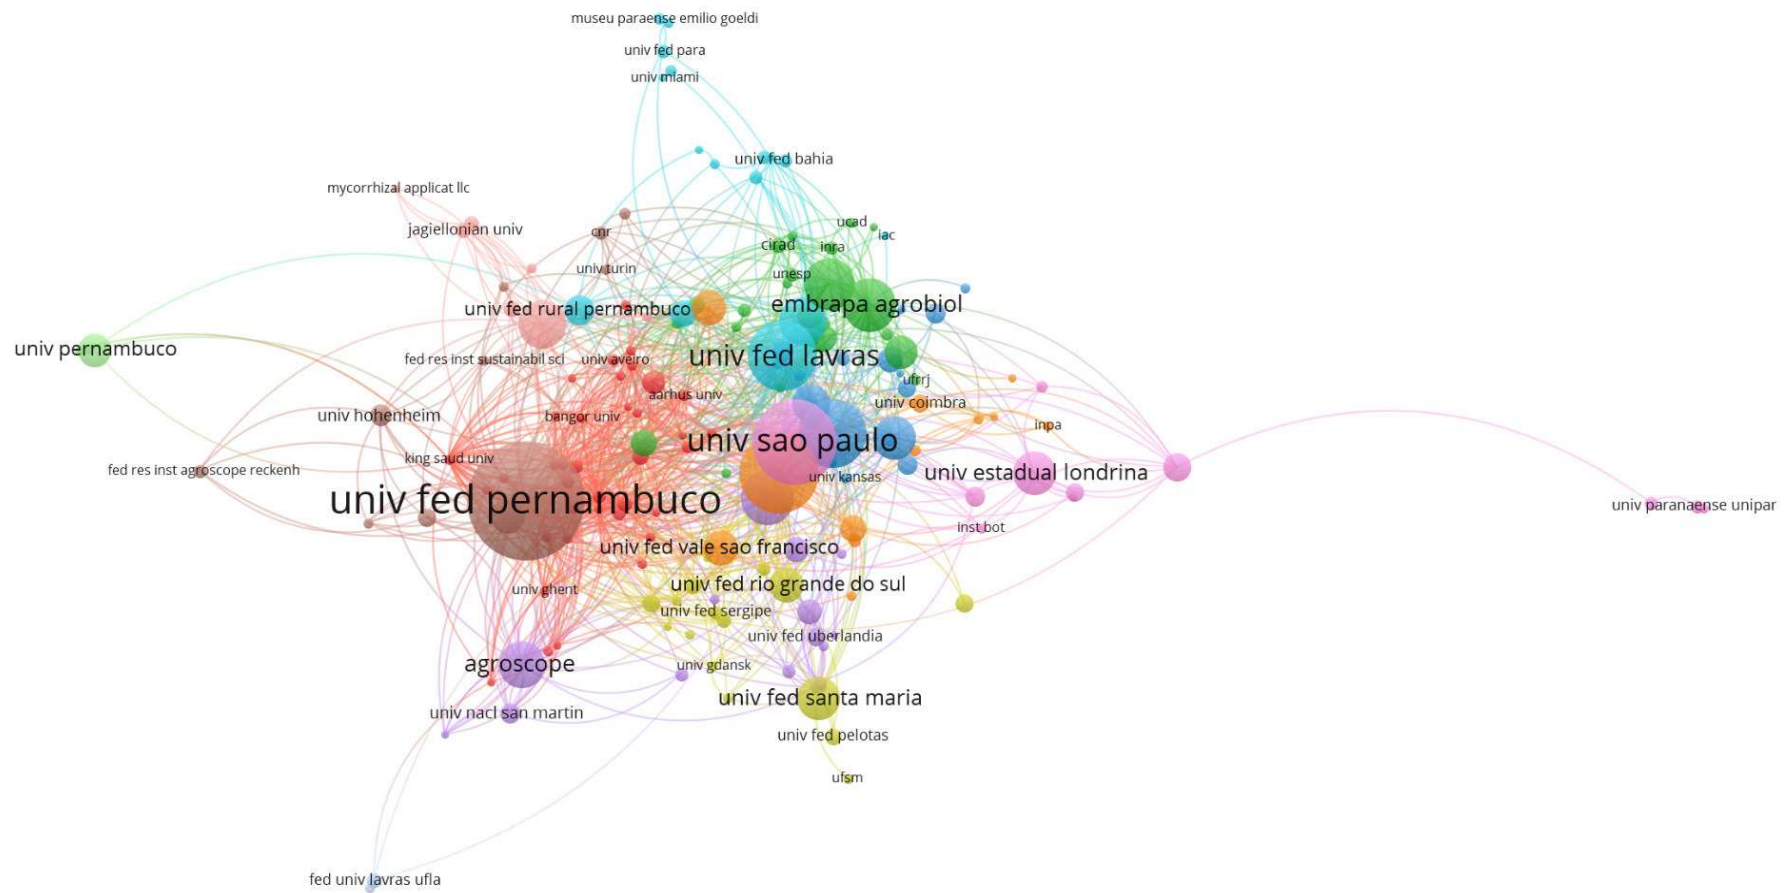 museu paraense emilio goeldi
univ fed para
univ miami
univ fed bahia
mycorrhizal applicat llc
jagiellonian univ
cnr
ucad
iac
cirad
inra
univ turin
unesp
univ fed rural pernambuco
embrapa agrobiol
univ pernambuco
fed res inst sustainabil sci
univ aveiro
univ fed lavras
ufrrj
aarhus univ
univ coimbra
univ hohenheim
bangor univ
inpa
univ sao paulo
king saud univ
fed res inst agroscope reckenh
univ kansas
univ estadual londrina
univ fed pernambuco
univ paranaense unipar
inst bot
univ fed vale sao francisco
univ ghent
univ fed rio grande do sul
univ fed sergipe
univ fed uberlandia
agroscope
univ gdansk
univ fed santa maria
univ nacl san martin
univ fed pelotas
ufsm
fed univ lavras ufla